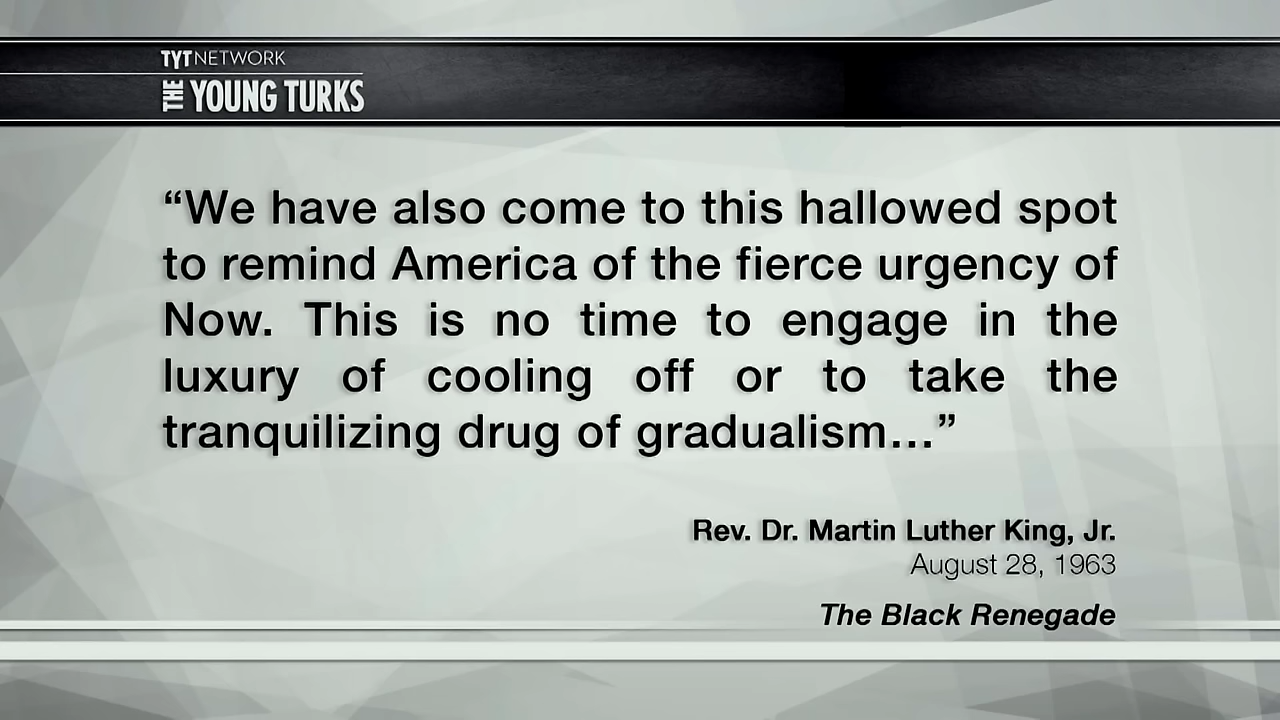 TYT NETWORK
THE YOUNG TURKS
“We have also come to this hallowed spot
to remind America of the fierce urgency of
Now. This is no time to engage in the
luxury of cooling off or to take the
tranquilizing drug of gradualism…”
Rev. Dr. Martin Luther King, Jr.
August 28, 1963
The Black Renegade